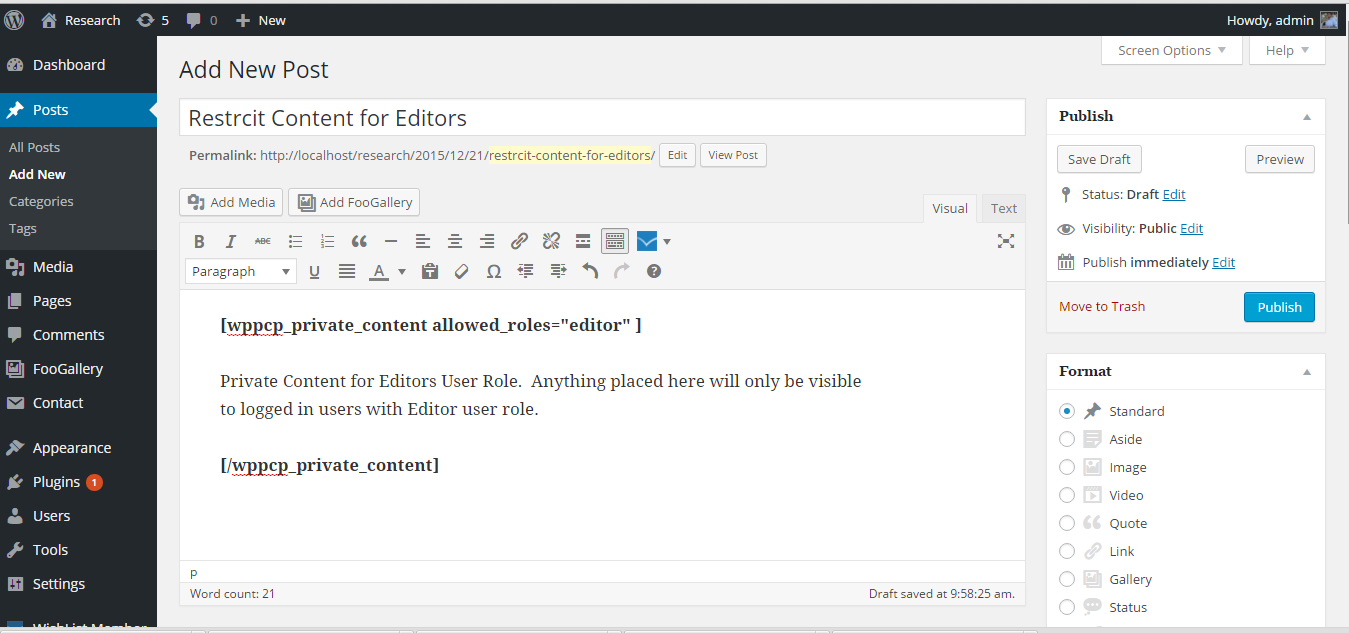 Research 5 0 New Howdy, admin
Screen Options Help
Dashboard
Posts
All Posts
Add New
Categories
Tags
Media
Pages
Comments
FooGallery
Contact
Appearance
Plugins 1
Users
Tools
Settings
WishList Member
Add New Post
Restrcit Content for Editors
Permalink: http://localhost/research/2015/12/21/restrcit-content-for-editors/ Edit View Post
Add Media Add FooGallery
Visual Text
B I ABC
Paragraph U A Ω ?
[wppcp_private_content allowed_roles="editor" ]
Private Content for Editors User Role. Anything placed here will only be visible
to logged in users with Editor user role.
[/wppcp_private_content]
p
Word count: 21 Draft saved at 9:58:25 am.
Publish
Save Draft Preview
Status: Draft Edit
Visibility: Public Edit
Publish immediately Edit
Move to Trash Publish
Format
Standard
Aside
Image
Video
Quote
Link
Gallery
Status